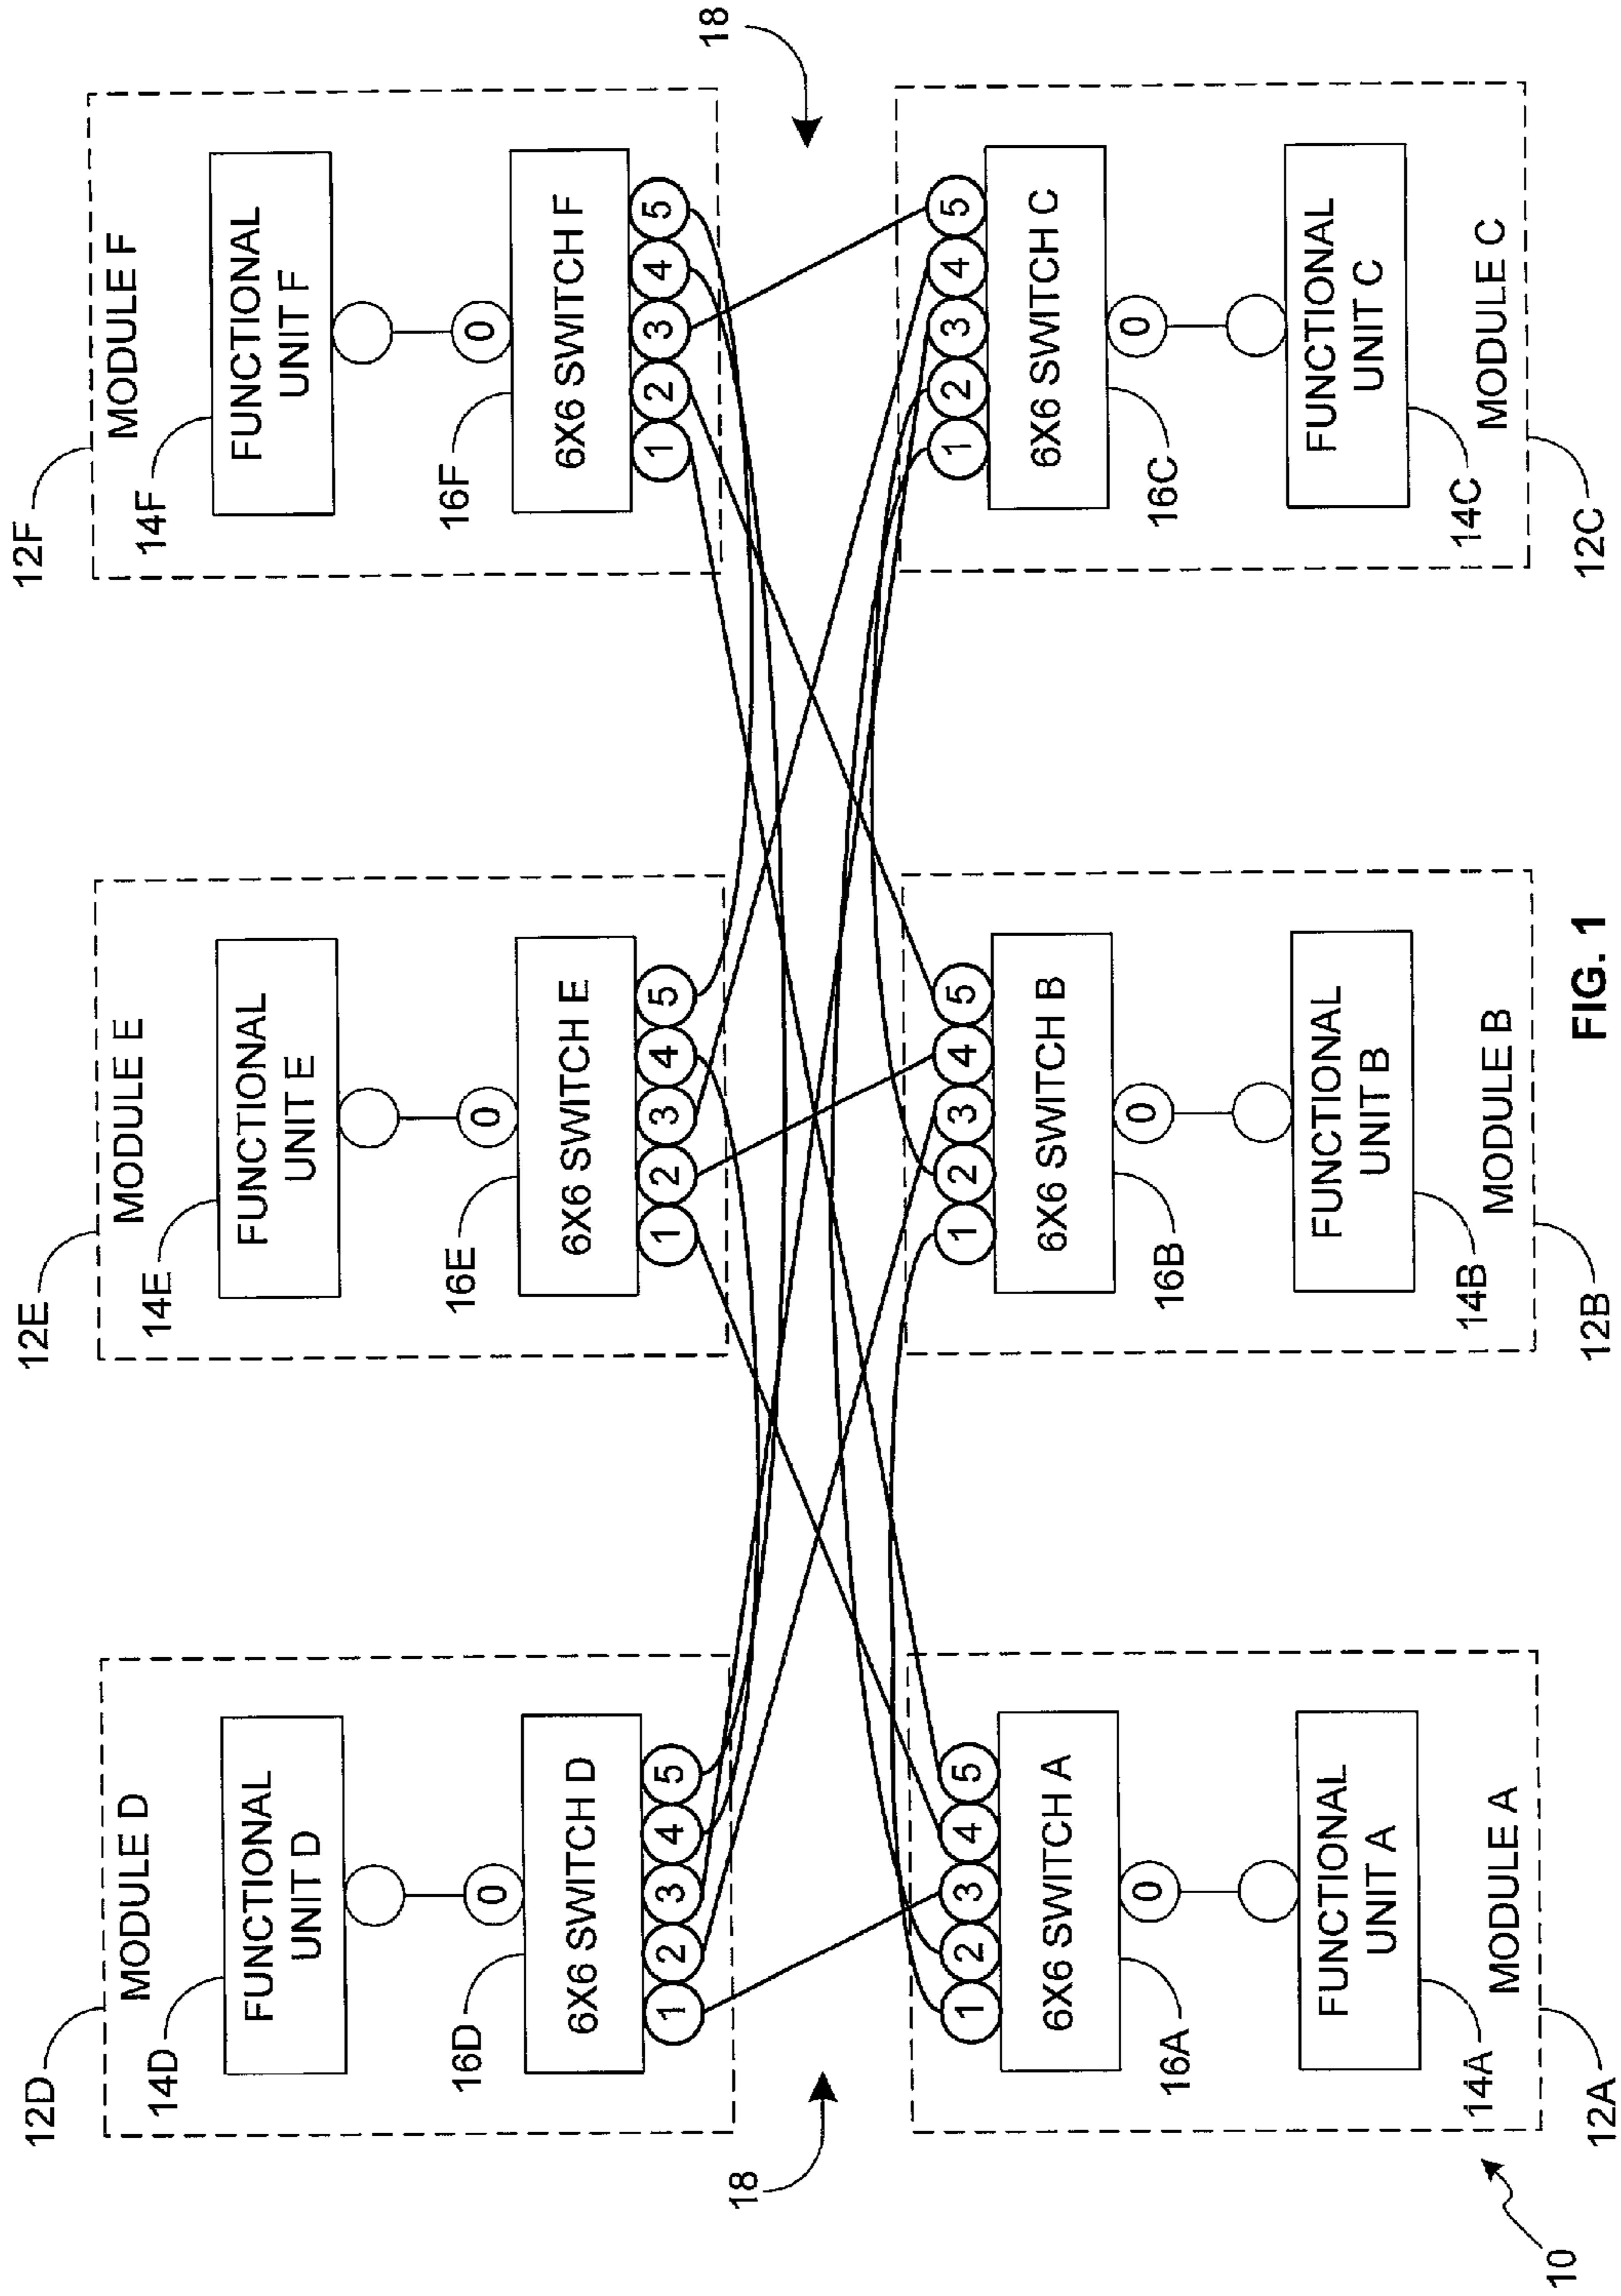 12D
12E
12F
MODULE D
MODULE E
MODULE F
14D
14E
14F
FUNCTIONAL
UNIT D
FUNCTIONAL
UNIT E
FUNCTIONAL
UNIT F
0
0
0
16D
16E
16F
6X6 SWITCH D
6X6 SWITCH E
6X6 SWITCH F
1 2 3 4 5
1 2 3 4 5
1 2 3 4 5
18
18
1 2 3 4 5
1 2 3 4 5
1 2 3 4 5
6X6 SWITCH A
6X6 SWITCH B
6X6 SWITCH C
16A
16B
16C
0
0
0
FUNCTIONAL
UNIT A
FUNCTIONAL
UNIT B
FUNCTIONAL
UNIT C
14A
14B
14C
MODULE A
MODULE B
MODULE C
12A
12B
12C
10
FIG. 1